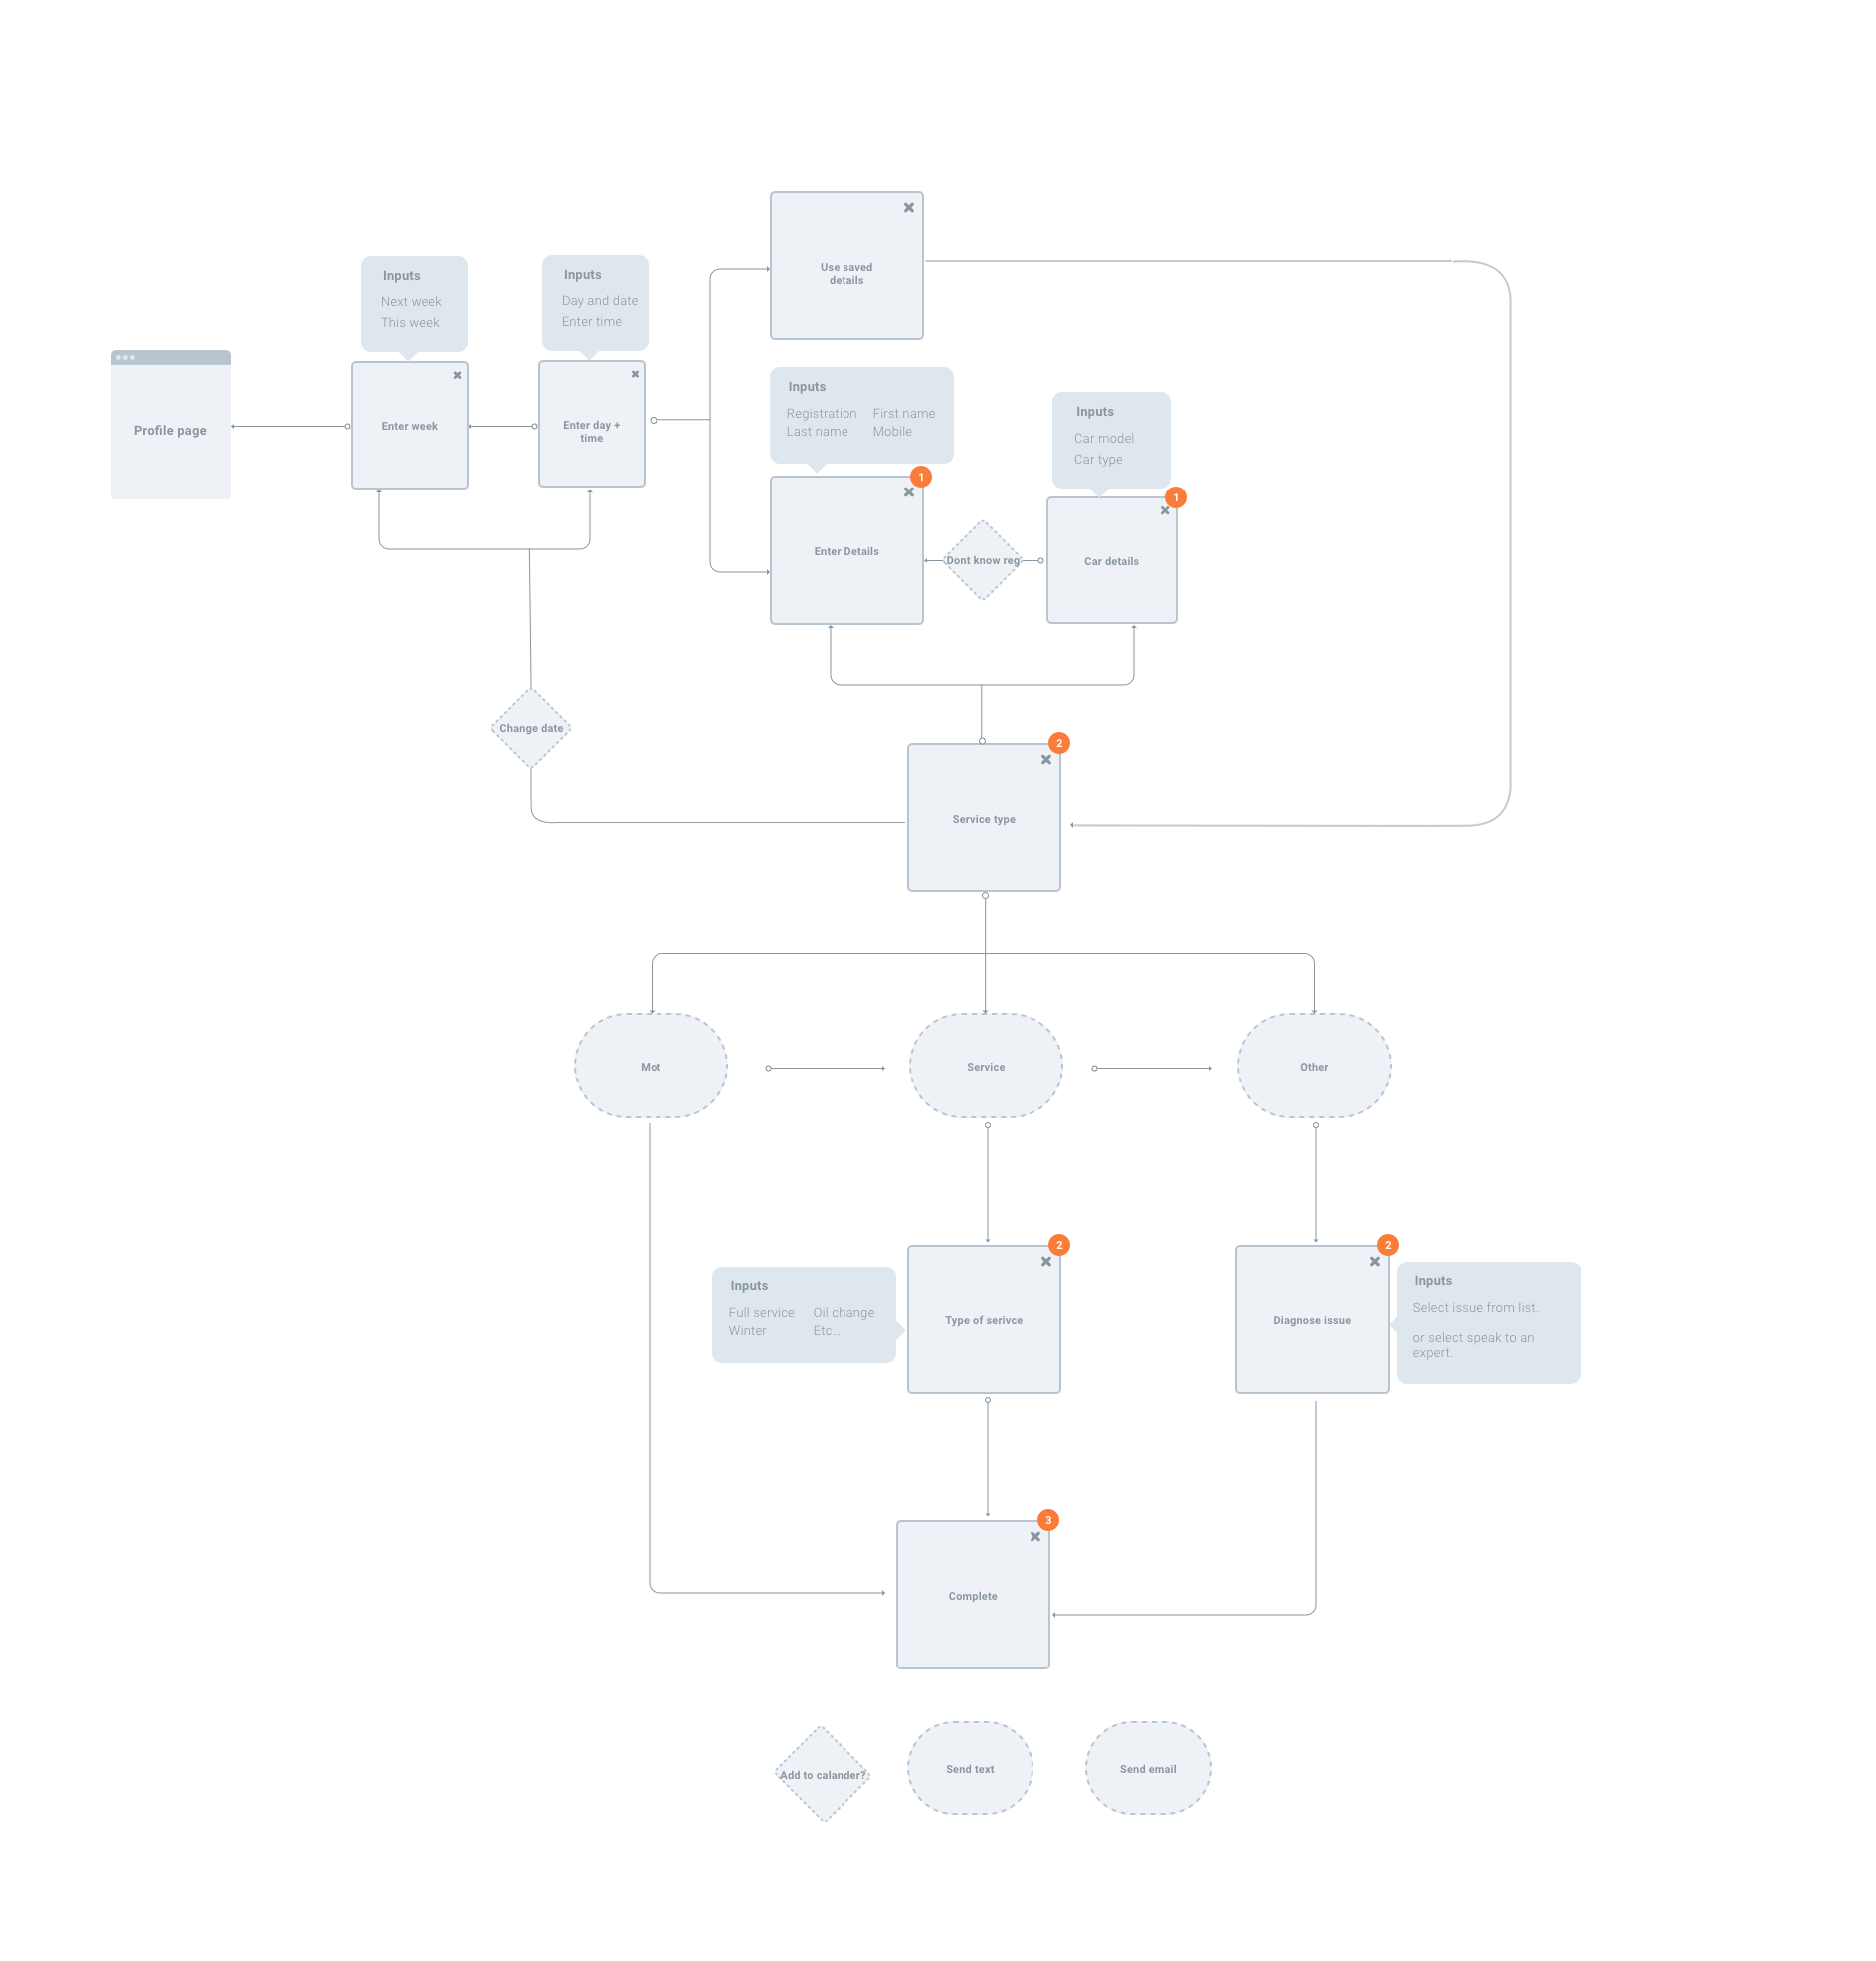 Use saved
details
Inputs
Next week
This week
Inputs
Day and date
Enter time
Profile page
Enter week
Enter day +
time
Inputs
Registration First name
Last name Mobile
Inputs
Car model
Car type
1
Enter Details
Dont know reg
1
Car details
Change date
2
Service type
Mot
Service
Other
Inputs
Full service Oil change
Winter Etc...
2
Type of serivce
2
Diagnose issue
Inputs
Select issue from list.
or select speak to an
expert.
3
Complete
Add to calander?
Send text
Send email